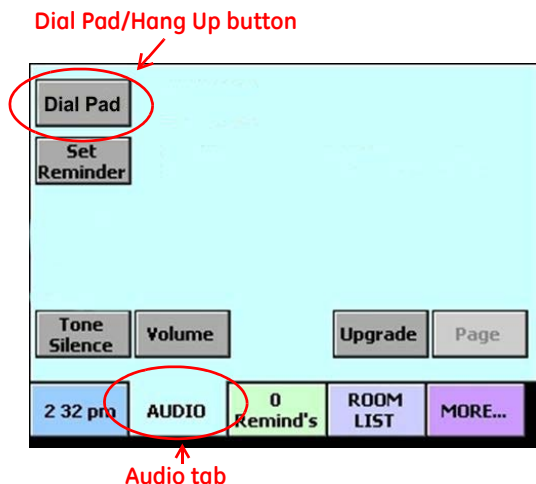 Dial Pad/Hang Up button
Dial Pad
Set
Reminder
Tone
Silence
Volume
Upgrade
Page
2 32 pm
AUDIO
0
Remind's
ROOM
LIST
MORE...
Audio tab